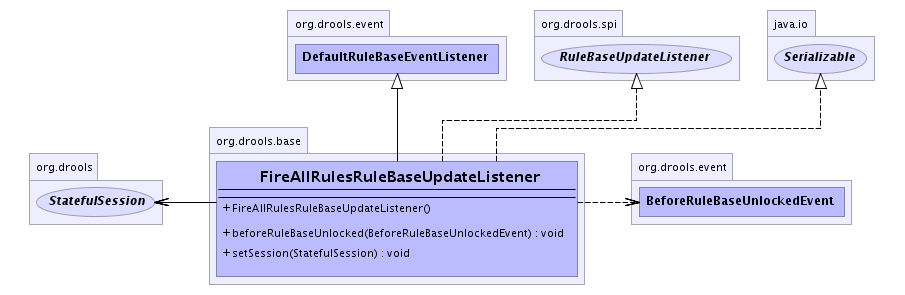 org.drools.event
DefaultRuleBaseEventListener
org.drools.spi
RuleBaseUpdateListener
java.io
Serializable
org.drools
StatefulSession
org.drools.base
FireAllRulesRuleBaseUpdateListener
+ FireAllRulesRuleBaseUpdateListener()
+ beforeRuleBaseUnlocked(BeforeRuleBaseUnlockedEvent) : void
+ setSession(StatefulSession) : void
org.drools.event
BeforeRuleBaseUnlockedEvent